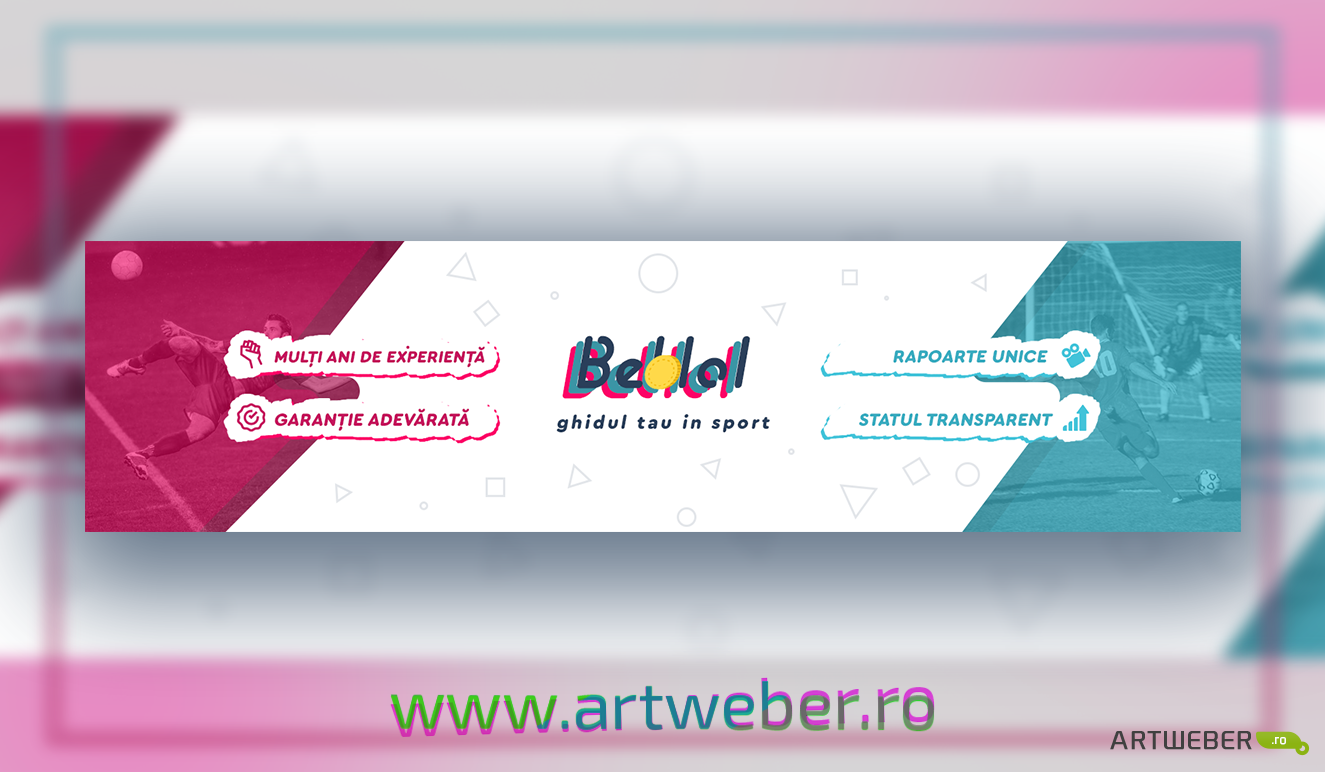 MULȚI ANI DE EXPERIENȚĂ
GARANȚIE ADEVĂRATĂ
ghidul tau in sport
RAPOARTE UNICE
STATUL TRANSPARENT
10
www.artweber.ro
ARTWEBER .ro